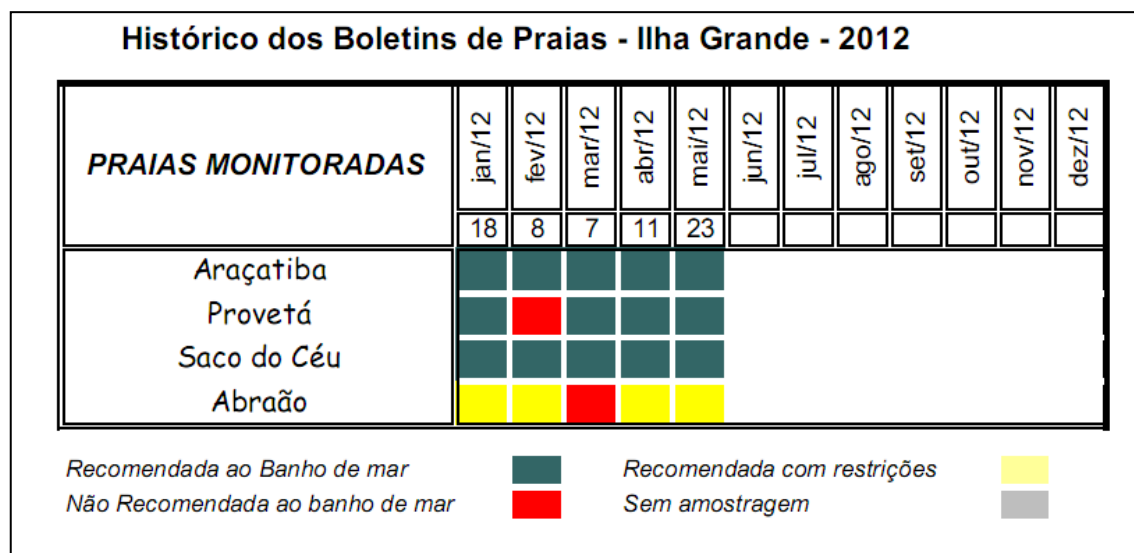 Histórico dos Boletins de Praias - Ilha Grande - 2012
PRAIAS MONITORADAS
jan/12 fev/12 mar/12 abr/12 mai/12 jun/12 jul/12 ago/12 set/12 out/12 nov/12 dez/12
18 8 7 11 23
Araçatiba
Provetá
Saco do Céu
Abraão
Recomendada ao Banho de mar Recomendada com restrições
Não Recomendada ao banho de mar Sem amostragem